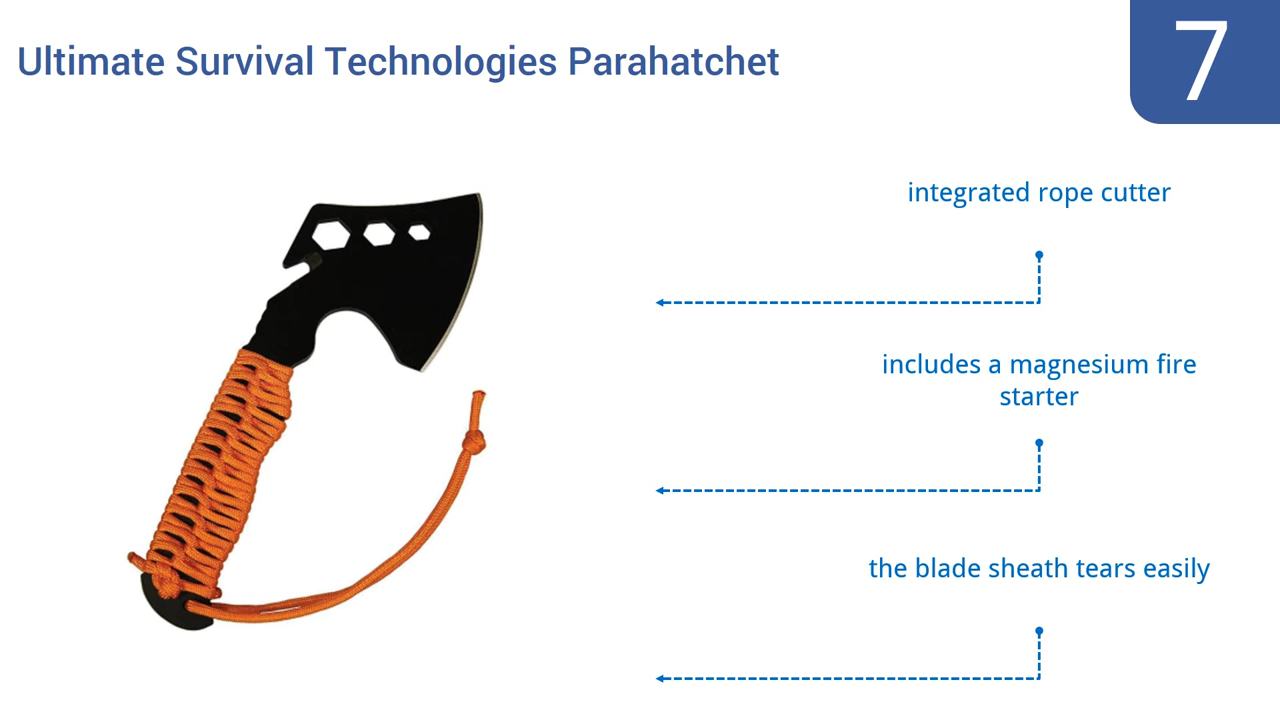 Ultimate Survival Technologies Parahatchet
7
integrated rope cutter
includes a magnesium fire
starter
the blade sheath tears easily